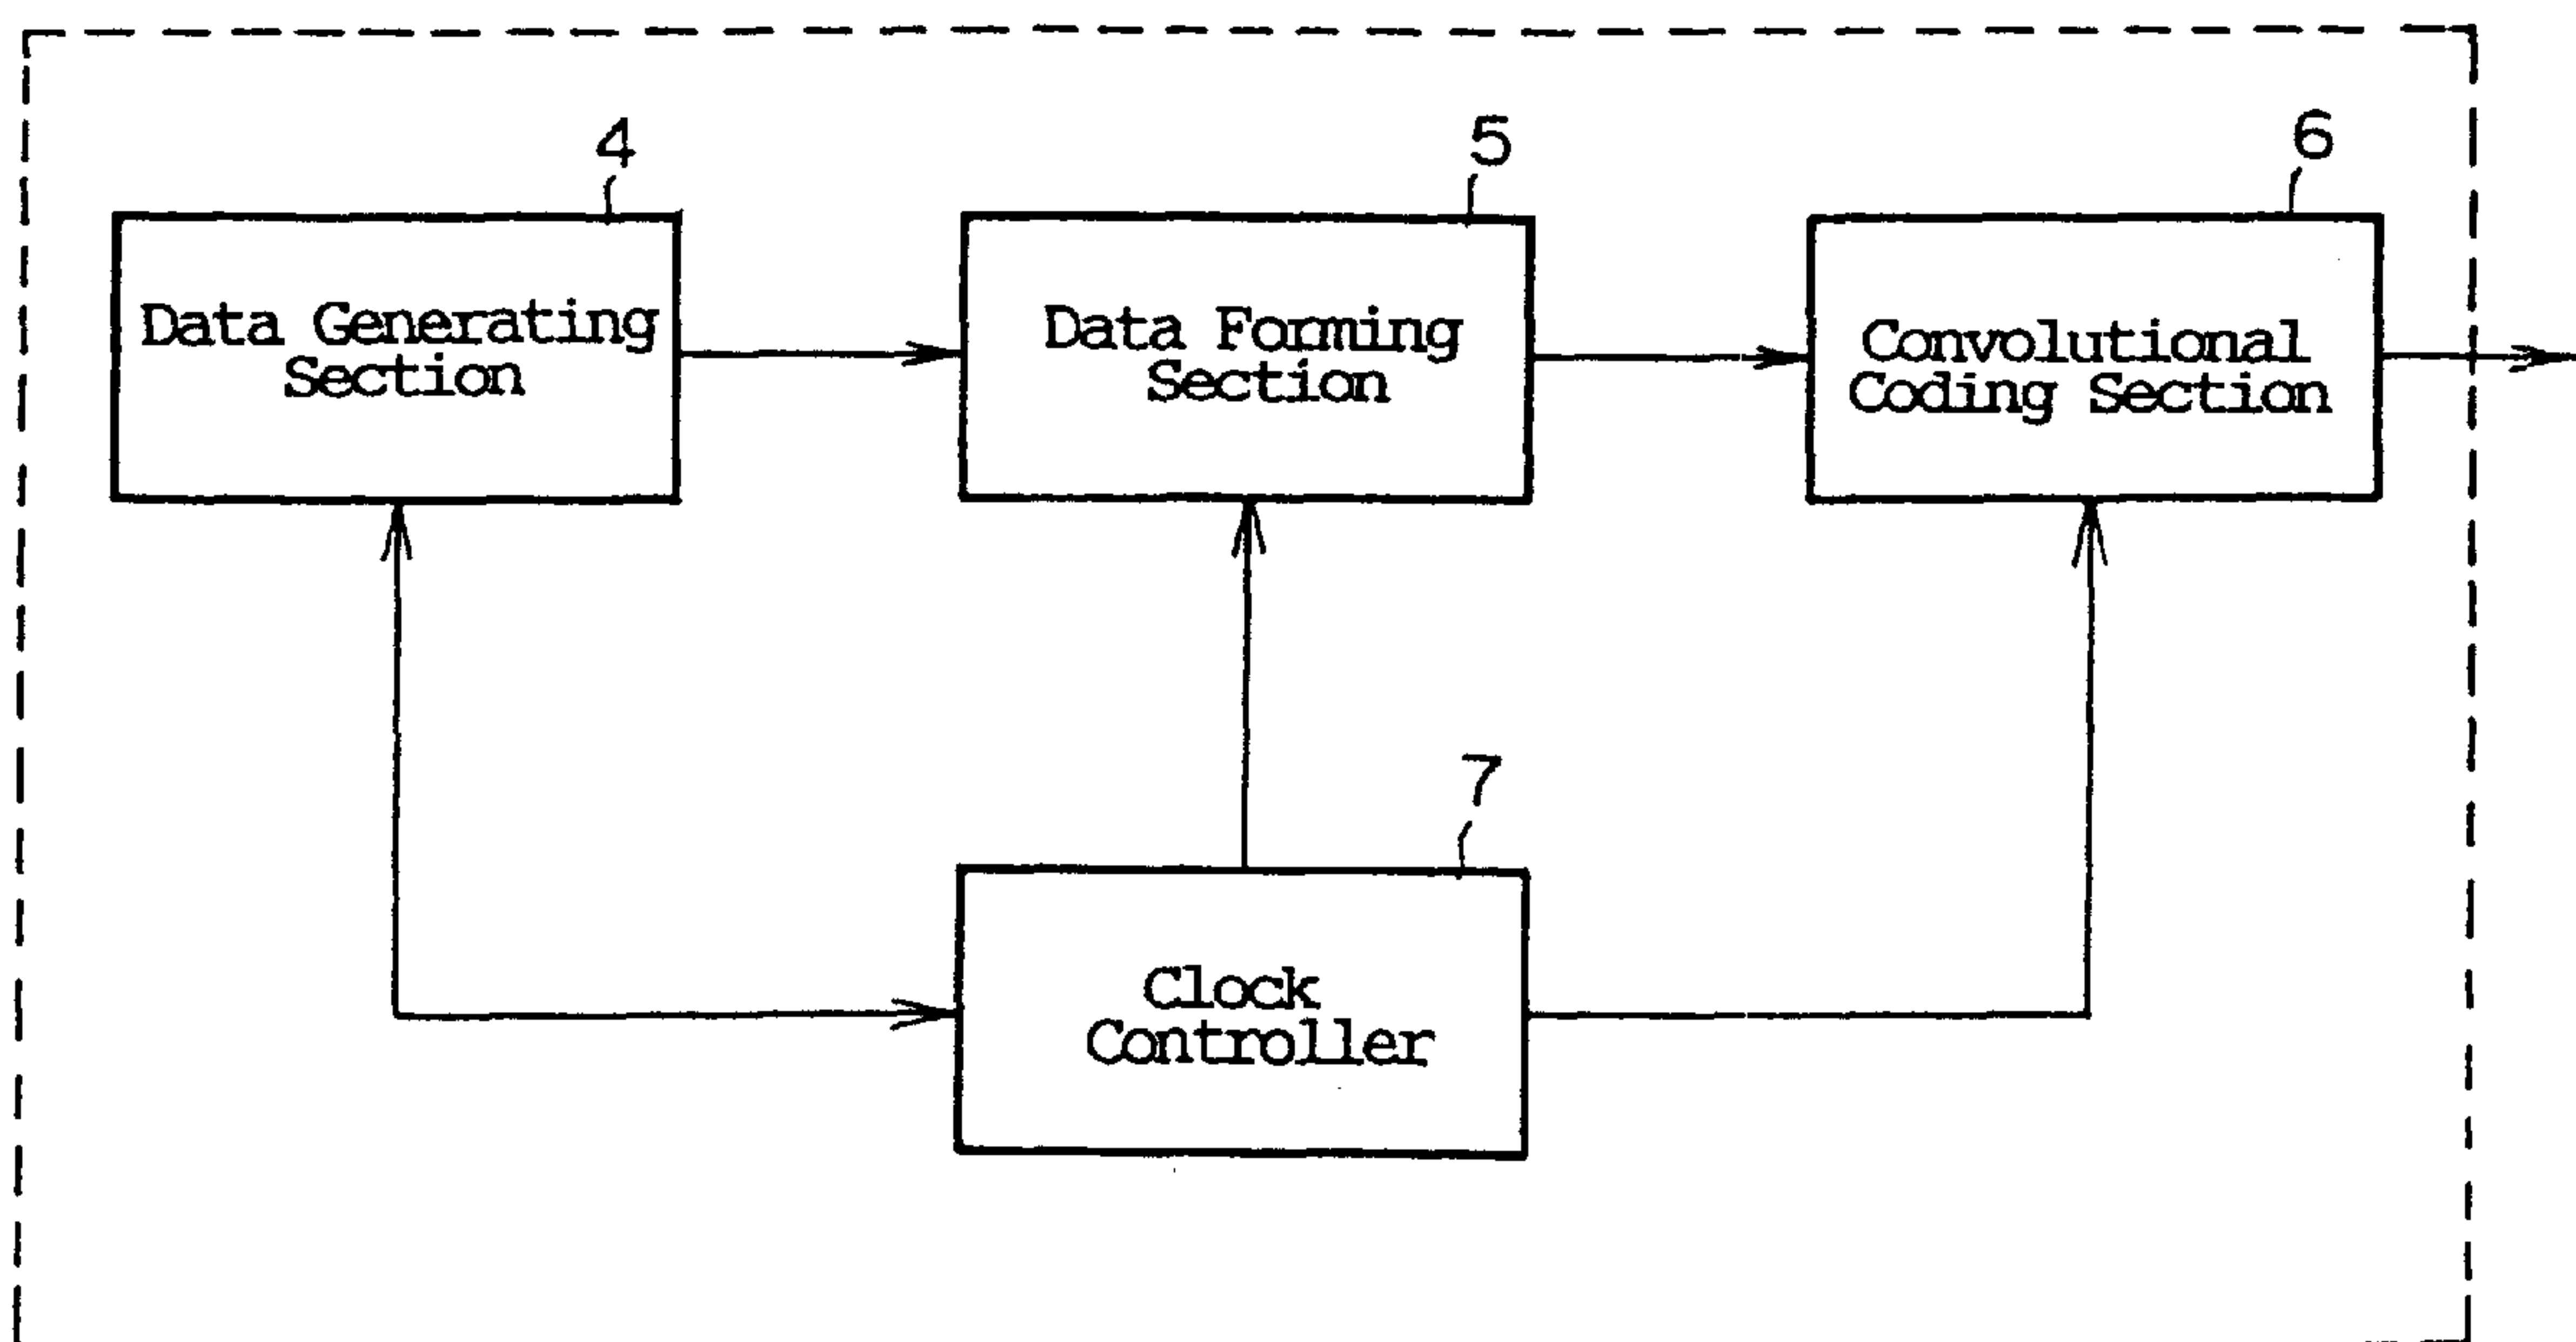 4
5
6
Data Generating
Section
Data Forming
Section
Convolutional
Coding Section
7
Clock
Controller